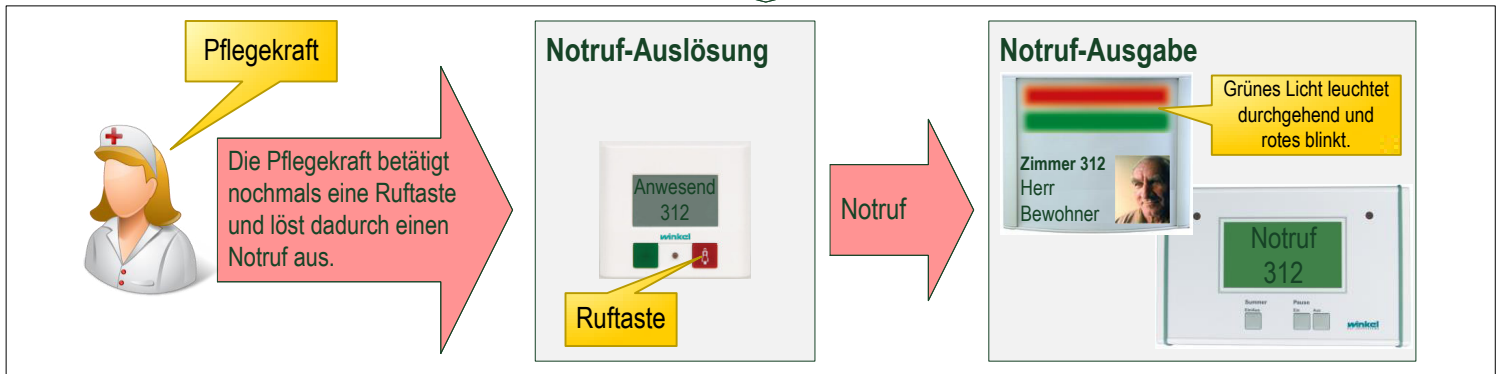 Pflegekraft
Die Pflegekraft betätigt
nochmals eine Ruftaste
und löst dadurch einen
Notruf aus.
Notruf-Auslösung
Anwesend
312
winkel
Ruftaste
Notruf
Notruf-Ausgabe
Grünes Licht leuchtet
durchgehend und
rotes blinkt.
Zimmer 312
Herr
Bewohner
Notruf
312
Summer
Pause
Ein
Aus
winkel